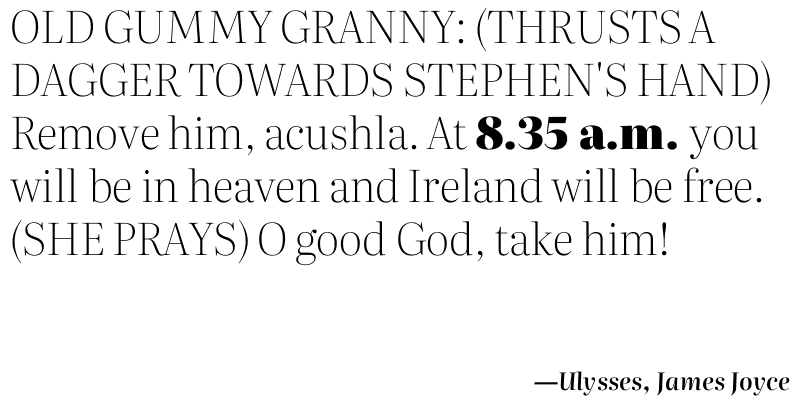 OLD GUMMY GRANNY: (THRUSTS A
DAGGER TOWARDS STEPHEN'S HAND)
Remove him, acushla. At 8.35 a.m. you
will be in heaven and Ireland will be free.
(SHE PRAYS) O good God, take him!
—Ulysses, James Joyce